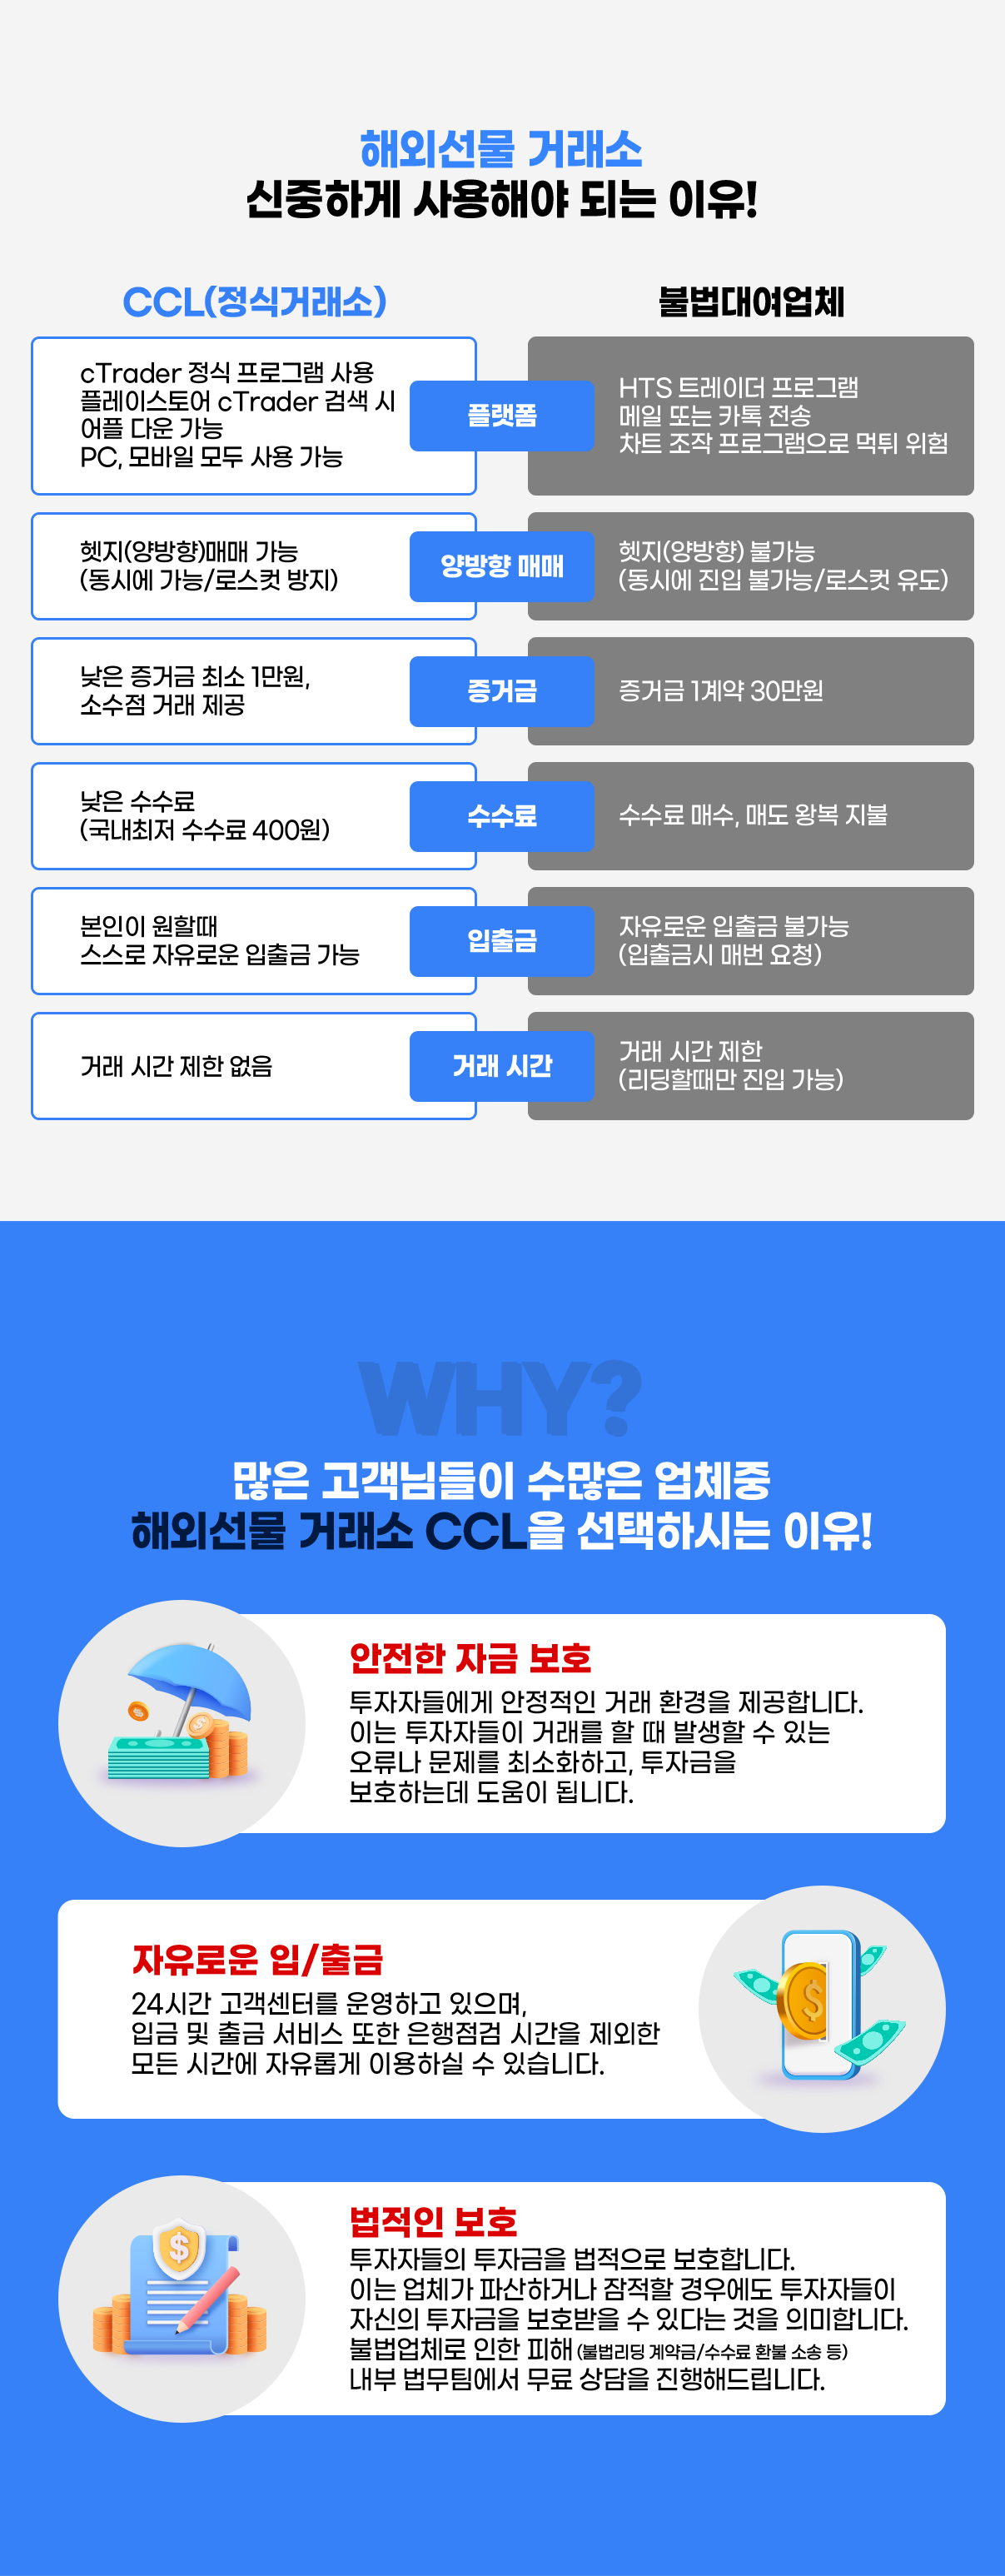 해외선물 거래소
신중하게 사용해야 되는 이유!
CCL(정식거래소)
불법대여업체
cTrader 정식 프로그램 사용
플레이스토어 cTrader 검색 시
어플 다운 가능
PC, 모바일 모두 사용 가능
플랫폼
HTS 트레이더 프로그램
메일 또는 카톡 전송
차트 조작 프로그램으로 먹튀 위험
헷지(양방향)매매 가능
(동시에 가능/로스컷 방지)
양방향 매매
헷지(양방향) 불가능
(동시에 진입 불가능/로스컷 유도)
낮은 증거금 최소 1만원,
소수점 거래 제공
증거금
증거금 1계약 30만원
낮은 수수료
(국내최저 수수료 400원)
수수료
수수료 매수, 매도 왕복 지불
본인이 원할때
스스로 자유로운 입출금 가능
입출금
자유로운 입출금 불가능
(입출금시 매번 요청)
거래 시간 제한 없음
거래 시간
거래 시간 제한
(리딩할때만 진입 가능)
WHY?
많은 고객님들이 수많은 업체중
해외선물 거래소 CCL을 선택하시는 이유!
안전한 자금 보호
투자자들에게 안정적인 거래 환경을 제공합니다.
이는 투자자들이 거래를 할 때 발생할 수 있는
오류나 문제를 최소화하고, 투자금을
보호하는데 도움이 됩니다.
자유로운 입/출금
24시간 고객센터를 운영하고 있으며,
입금 및 출금 서비스 또한 은행점검 시간을 제외한
모든 시간에 자유롭게 이용하실 수 있습니다.
법적인 보호
투자자들의 투자금을 법적으로 보호합니다.
이는 업체가 파산하거나 잠적할 경우에도 투자자들이
자신의 투자금을 보호받을 수 있다는 것을 의미합니다.
불법업체로 인한 피해 (불법리딩 계약금/수수료 환불 소송 등)
내부 법무팀에서 무료 상담을 진행해드립니다.